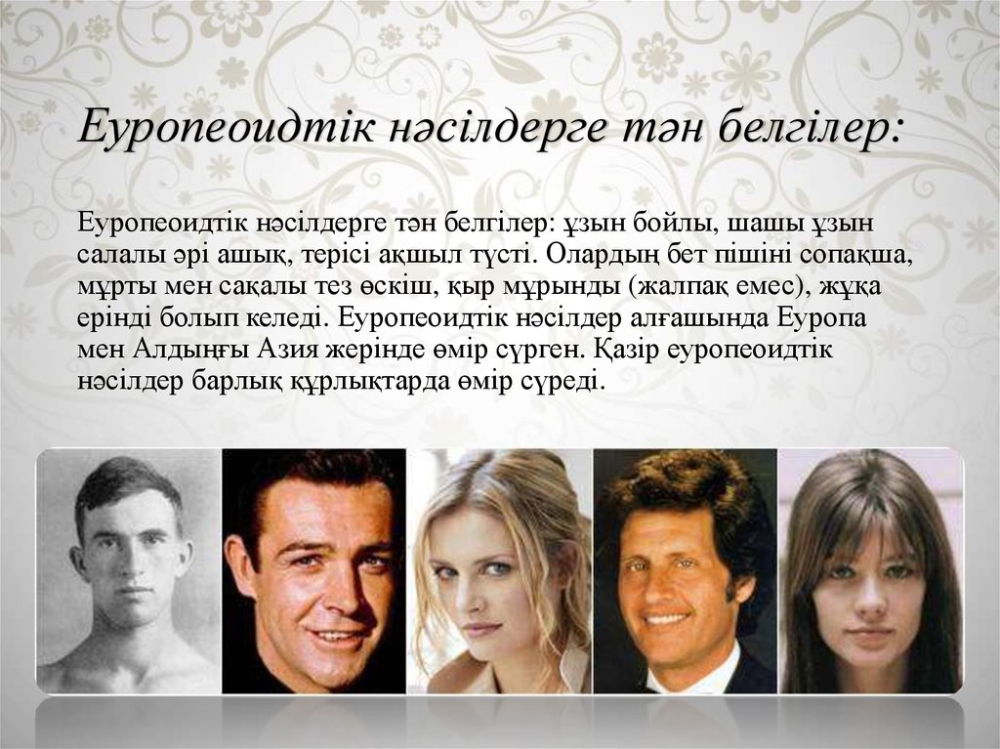 Еуропеоидтік нәсілдерге тән белгілер:
Еуропеоидтік нәсілдерге тән белгілер: ұзын бойлы, шашы ұзын
салалы әрі ашық, терісі ақшыл түсті. Олардың бет пішіні сопақша,
мұрты мен сақалы тез өскіш, қыр мұрынды (жалпақ емес), жұқа
ерінді болып келеді. Еуропеоидтік нәсілдер алғашында Еуропа
мен Алдыңғы Азия жерінде өмір сүрген. Қазір еуропеоидтік
нәсілдер барлық құрлықтарда өмір сүреді.